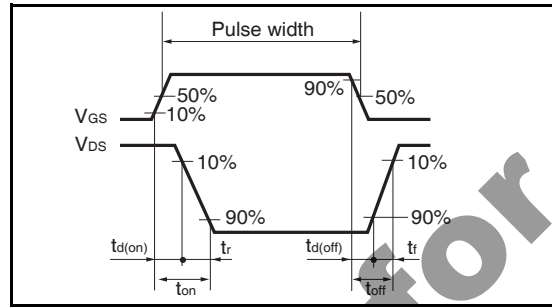 Pulse width
90%
50%
50%
VGS
10%
VDS
10%
10%
90%
90%
td(on)
tr
td(off)
tf
ton
toff
for